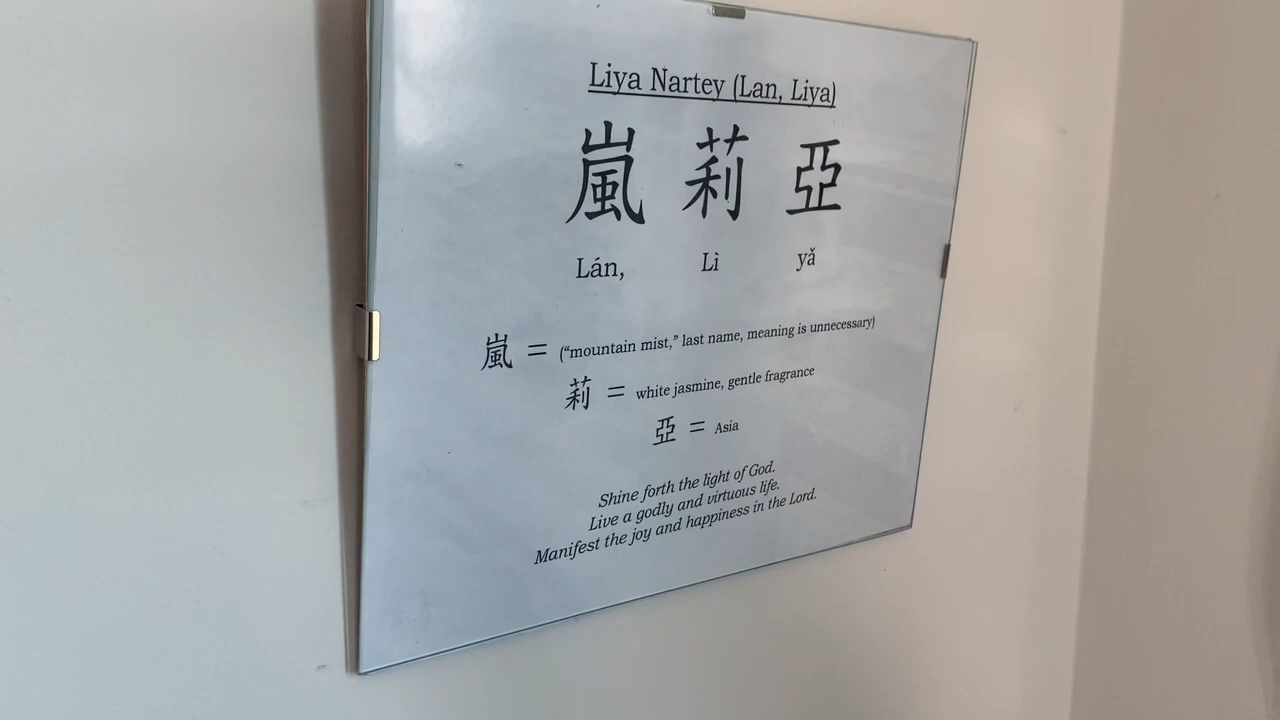 Liya Nartey (Lan, Liya)
嵐 莉 亞
Lán, Lì yǎ
嵐 = (“mountain mist,” last name, meaning is unnecessary)
莉 = white jasmine, gentle fragrance
亞 = Asia
Shine forth the light of God.
Live a godly and virtuous life.
Manifest the joy and happiness in the Lord.